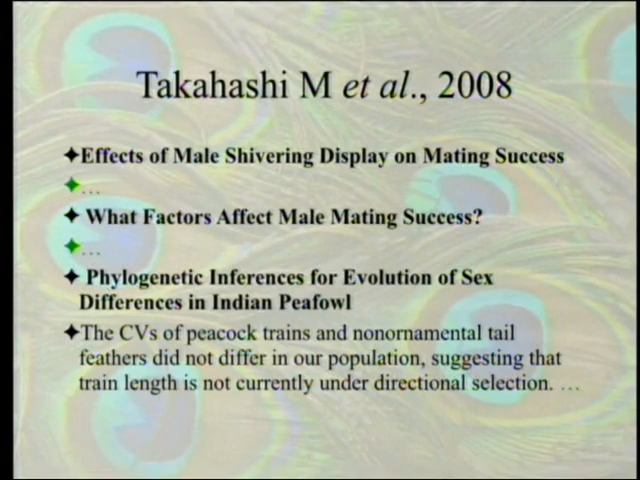 Takahashi M et al., 2008
✦Effects of Male Shivering Display on Mating Success
✦…
✦ What Factors Affect Male Mating Success?
✦…
✦ Phylogenetic Inferences for Evolution of Sex
Differences in Indian Peafowl
✦The CVs of peacock trains and nonornamental tail
feathers did not differ in our population, suggesting that
train length is not currently under directional selection. …